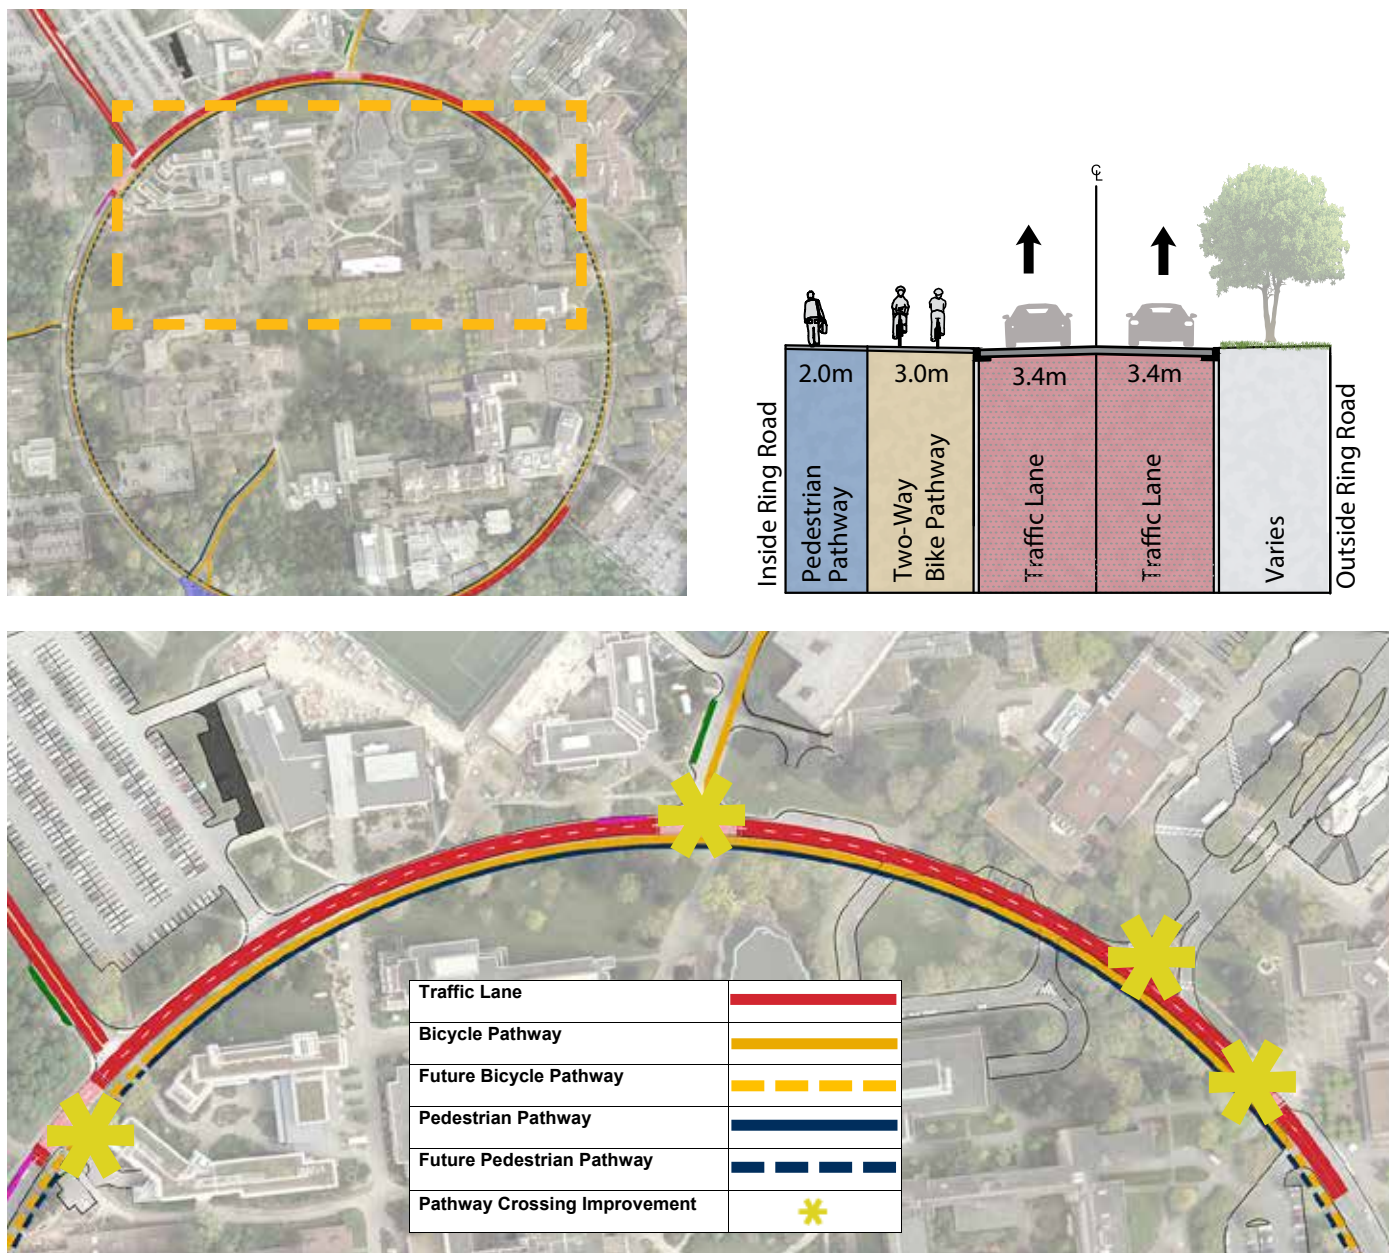 ℄
2.0m
3.0m
3.4m
3.4m
Inside Ring Road
Pedestrian
Pathway
Two-Way
Bike Pathway
Traffic Lane
Traffic Lane
Varies
Outside Ring Road
Traffic Lane
Bicycle Pathway
Future Bicycle Pathway
Pedestrian Pathway
Future Pedestrian Pathway
Pathway Crossing Improvement